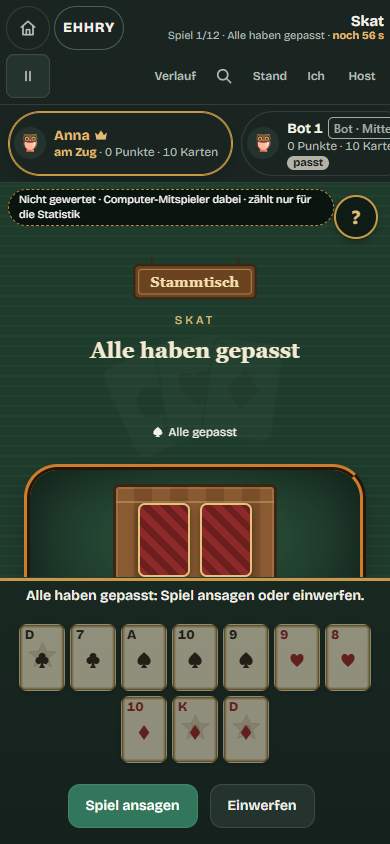 EHHRY
Skat
Spiel 1/12 · Alle haben gepasst · noch 56 s
Verlauf
Stand
Ich
Host
Anna
am Zug · 0 Punkte · 10 Karten
Bot 1
Bot · Mitte
0 Punkte · 10 Karten
passt
Nicht gewertet · Computer-Mitspieler dabei · zählt nur für
die Statistik
?
Stammtisch
SKAT
Alle haben gepasst
Alle gepasst
Alle haben gepasst: Spiel ansagen oder einwerfen.
D 7 A 10 9 9 8
10 K D
Spiel ansagen
Einwerfen